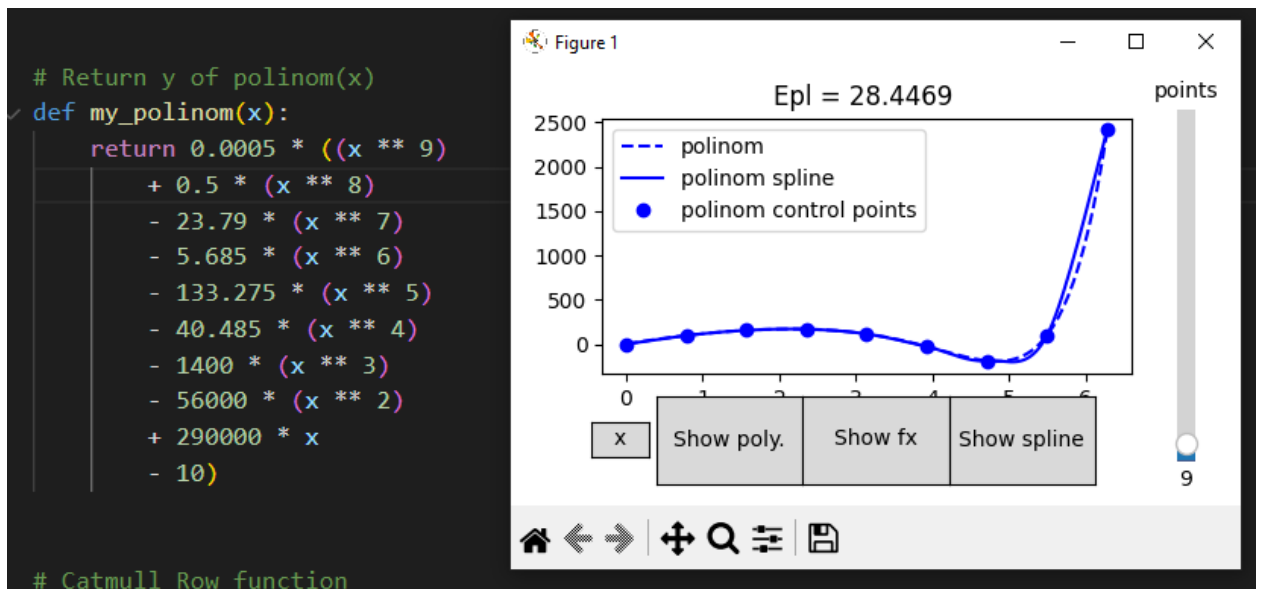 # Return y of polinom(x)
def my_polinom(x):
return 0.0005 * ((x ** 9)
+ 0.5 * (x ** 8)
- 23.79 * (x ** 7)
- 5.685 * (x ** 6)
- 133.275 * (x ** 5)
- 40.485 * (x ** 4)
- 1400 * (x ** 3)
- 56000 * (x ** 2)
+ 290000 * x
- 10)
# Catmull Row function
Figure 1
Epl = 28.4469
points
2500
2000
1500
1000
500
0
polinom
polinom spline
polinom control points
0 1 2 3 4 5 6
x
Show poly.
Show fx
Show spline
9